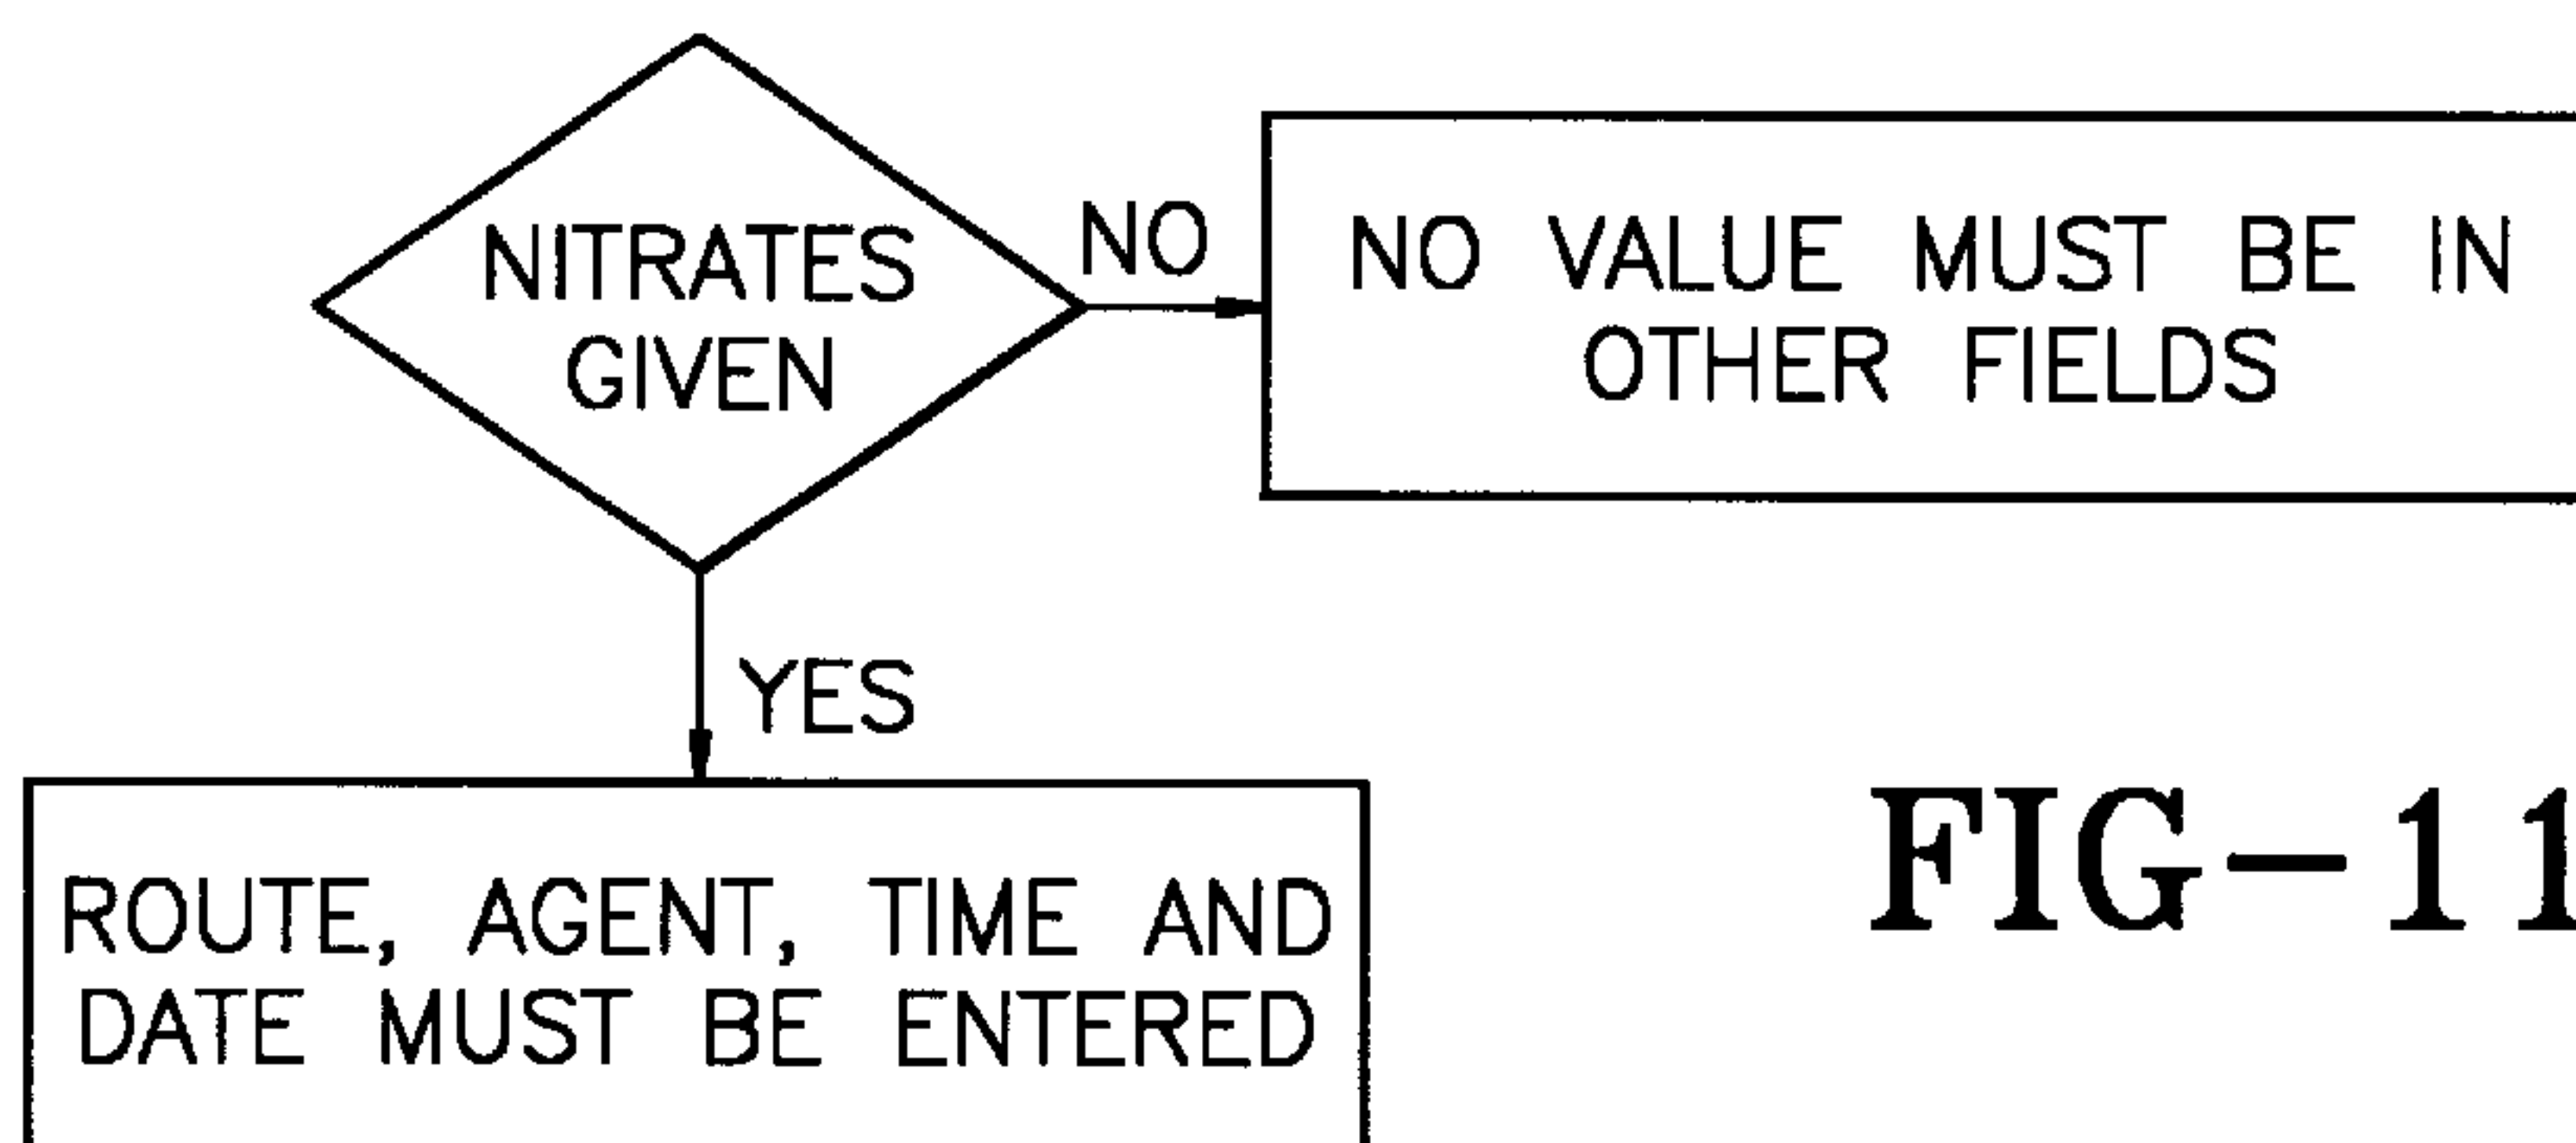 NITRATES
GIVEN
NO
NO VALUE MUST BE IN
OTHER FIELDS
YES
ROUTE, AGENT, TIME AND
DATE MUST BE ENTERED
FIG-11